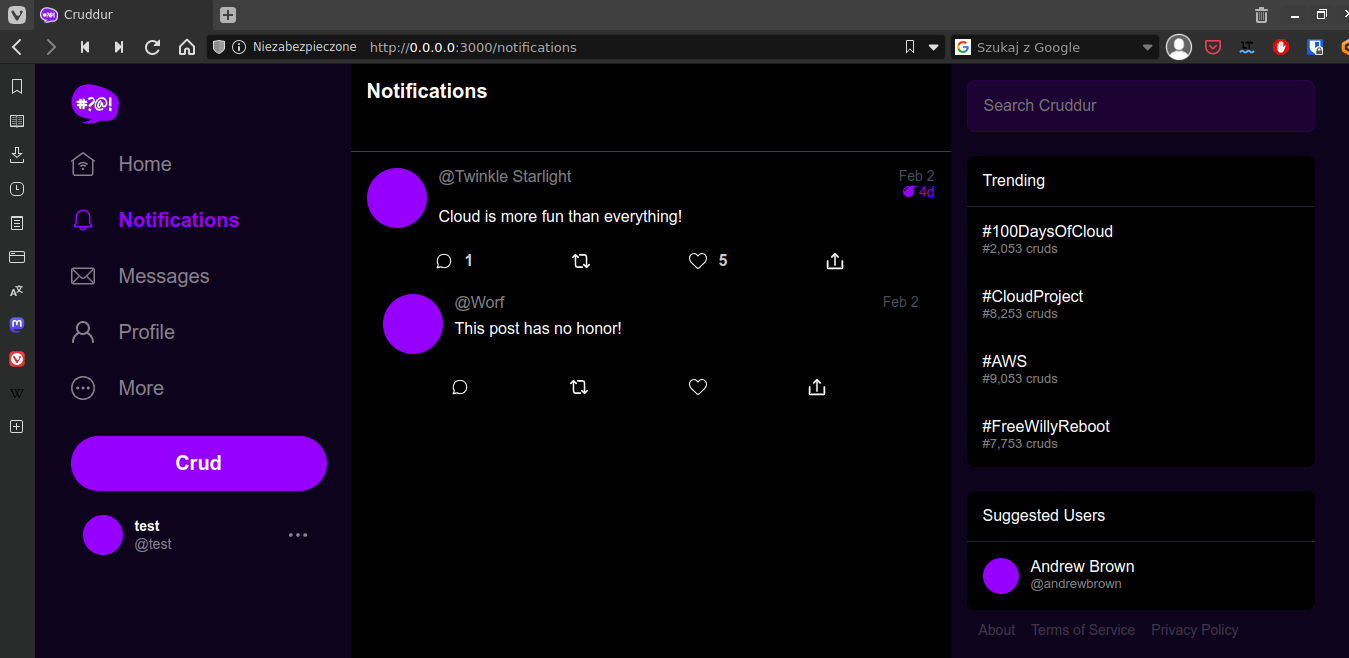 Cruddur
Niezabezpieczone http://0.0.0.0:3000/notifications
Szukaj z Google
#?@!
Home
Notifications
Messages
Profile
More
Crud
test
@test
Notifications
@Twinkle Starlight
Feb 2
4d
Cloud is more fun than everything!
1
5
@Worf
Feb 2
This post has no honor!
Search Cruddur
Trending
#100DaysOfCloud
#2,053 cruds
#CloudProject
#8,253 cruds
#AWS
#9,053 cruds
#FreeWillyReboot
#7,753 cruds
Suggested Users
Andrew Brown
@andrewbrown
About Terms of Service Privacy Policy